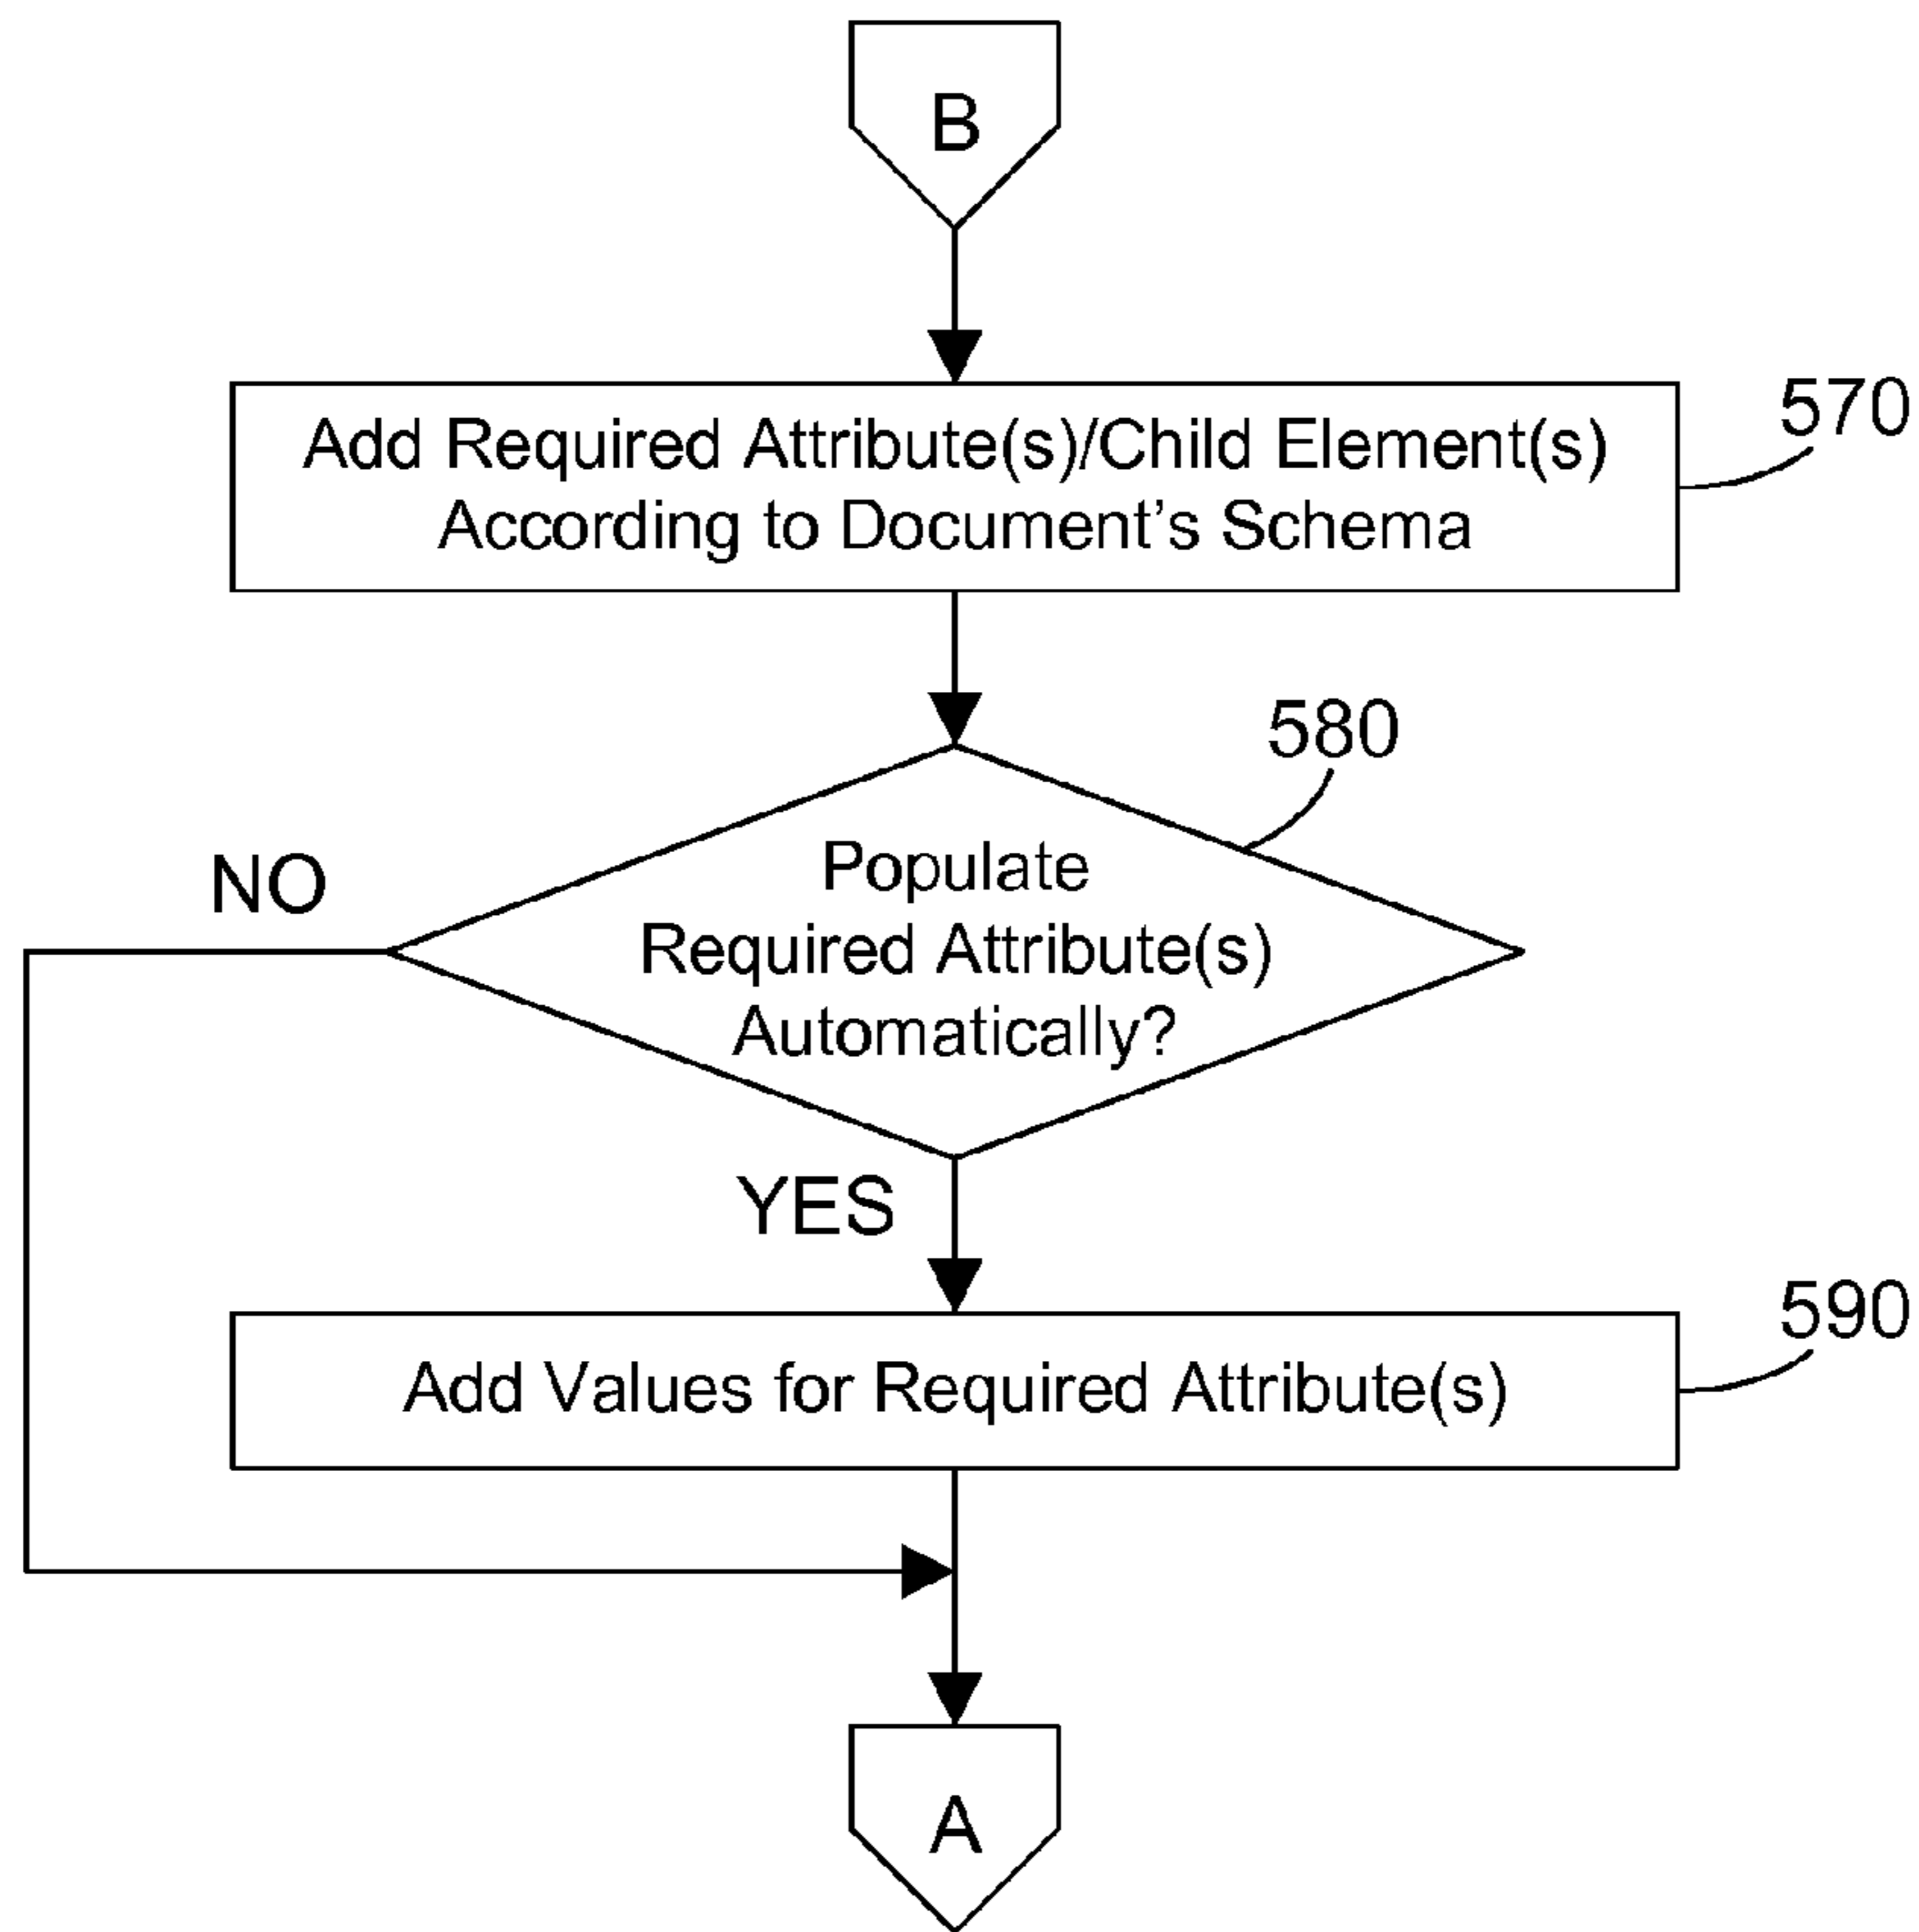 B
Add Required Attribute(s)/Child Element(s)
According to Document’s Schema
570
580
Populate
Required Attribute(s)
Automatically?
NO
YES
590
Add Values for Required Attribute(s)
A